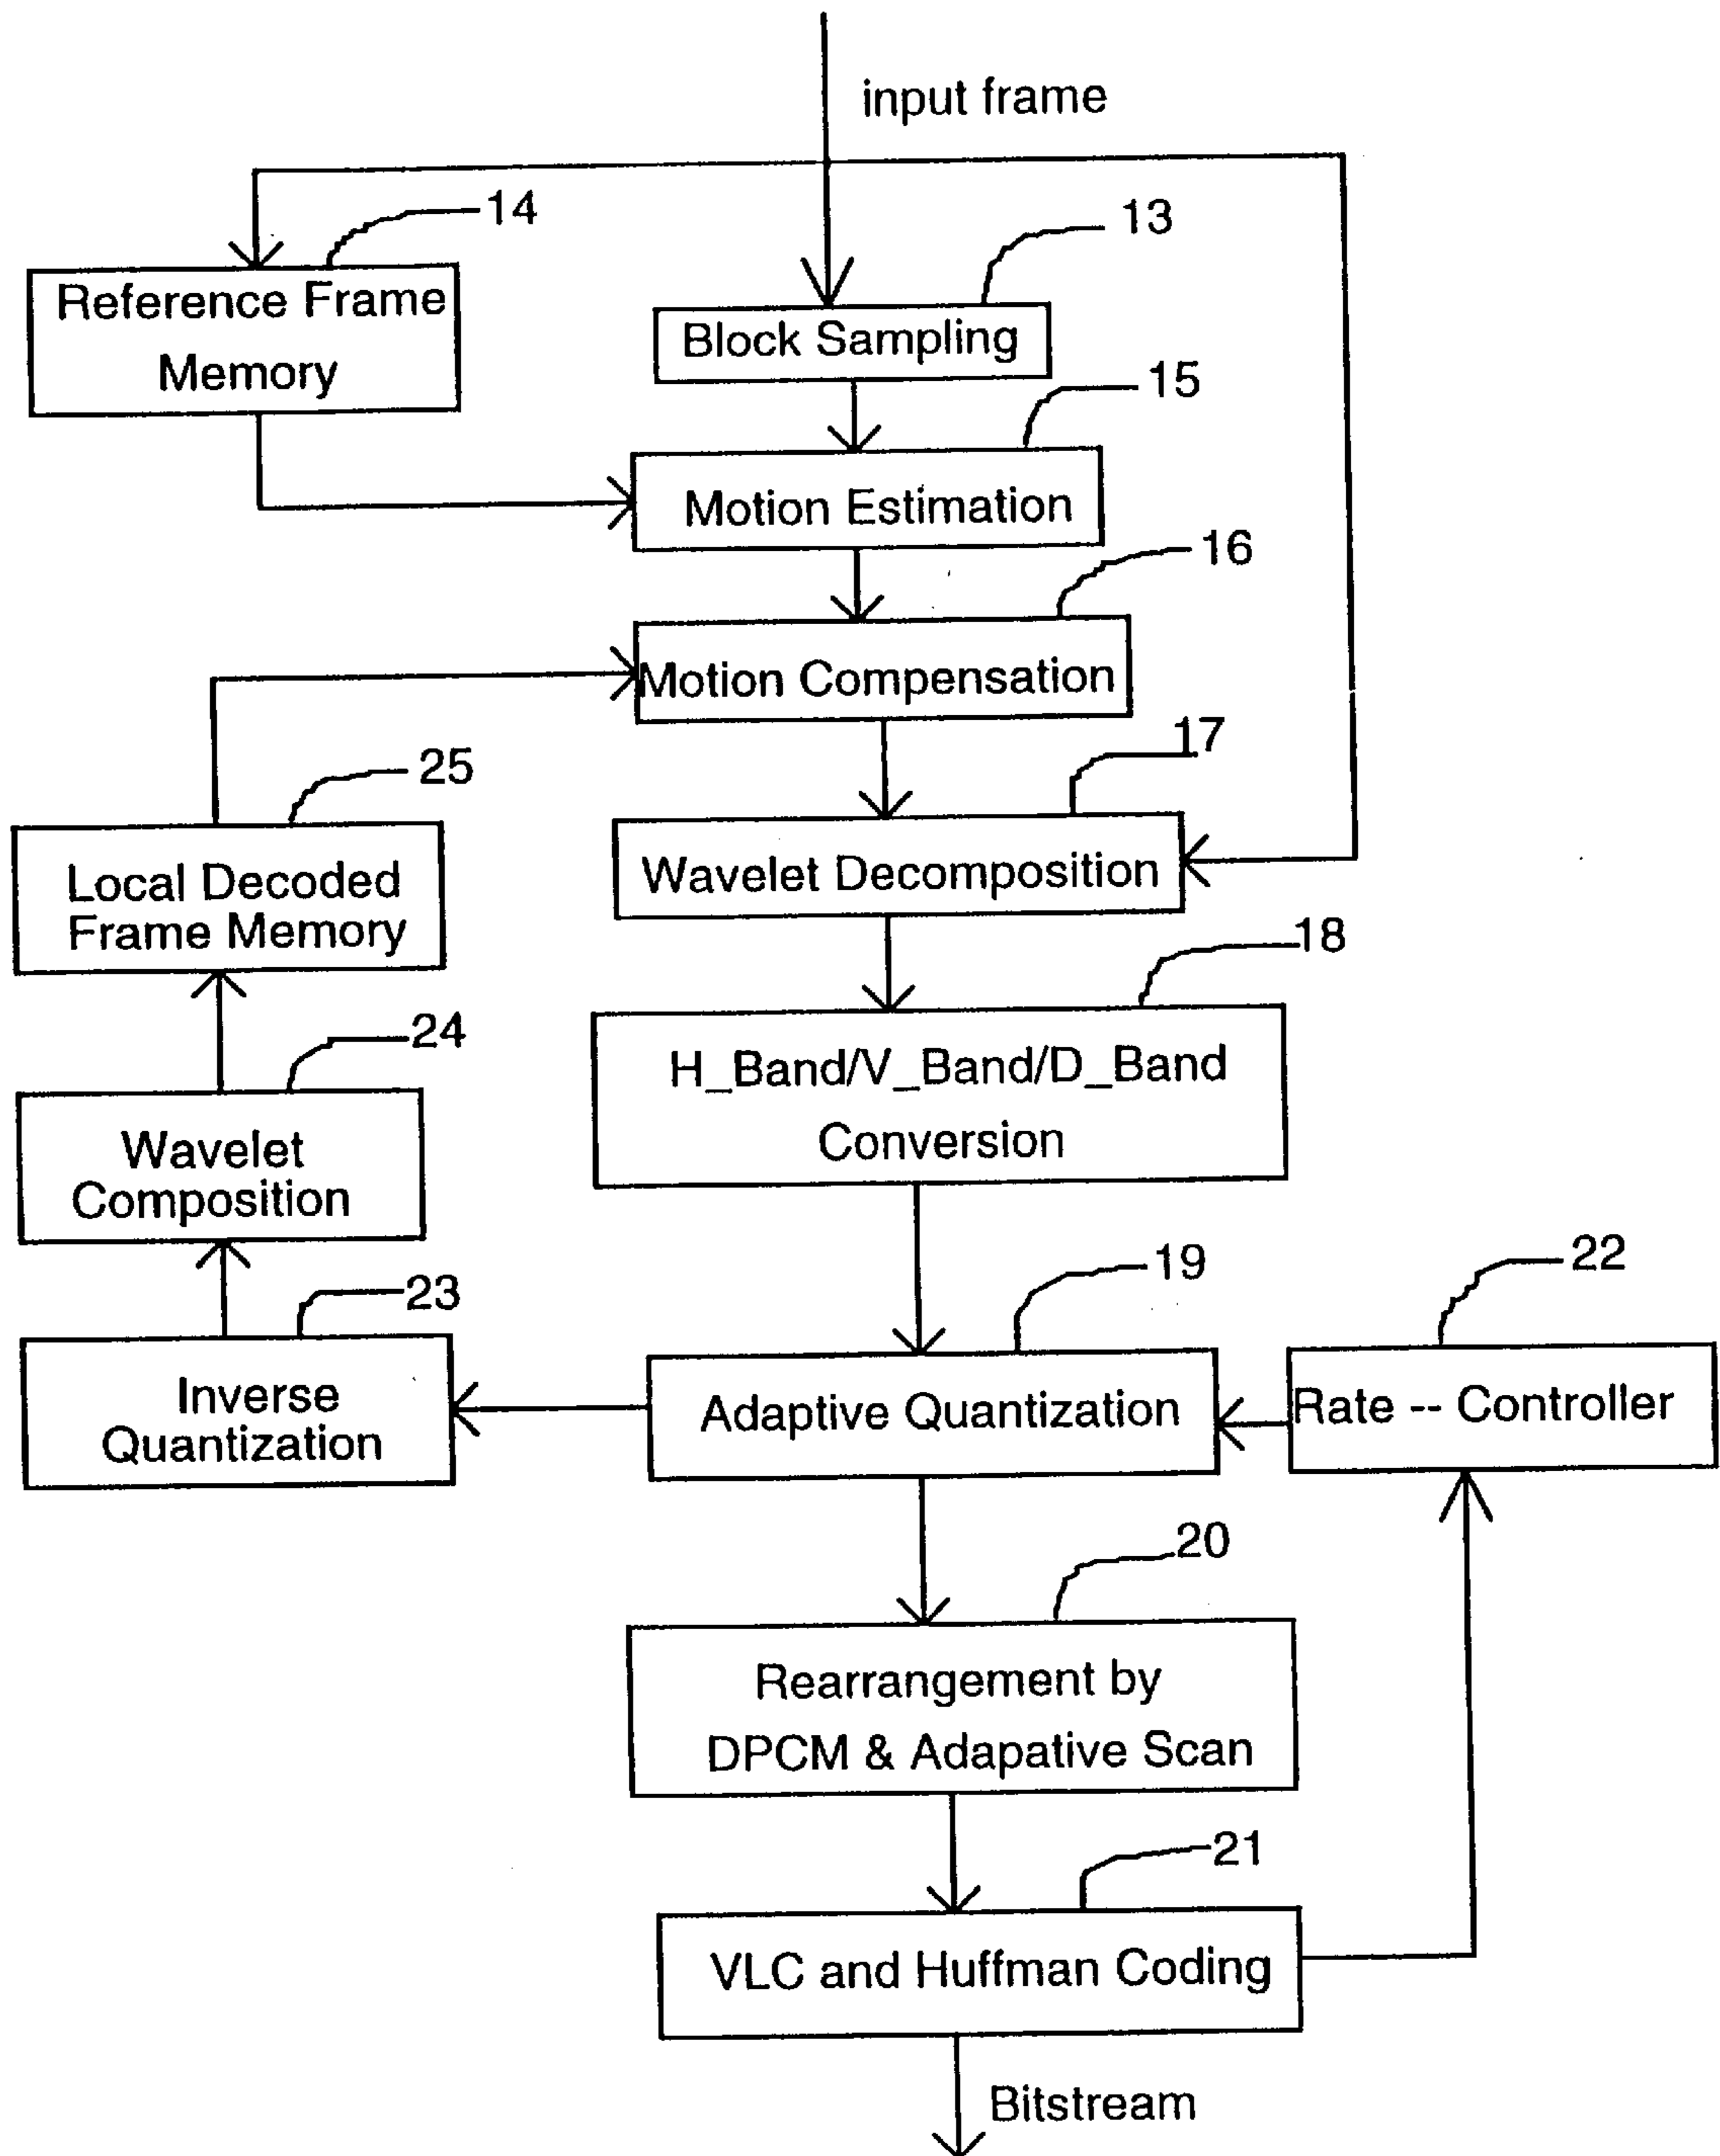 input frame
14
13
Reference Frame
Memory
Block Sampling
15
Motion Estimation
16
Motion Compensation
17
25
Wavelet Decomposition
Local Decoded
Frame Memory
18
24
H_Band/V_Band/D_Band
Conversion
Wavelet
Composition
19
22
23
Inverse
Quantization
Adaptive Quantization
Rate -- Controller
20
Rearrangement by
DPCM & Adapative Scan
21
VLC and Huffman Coding
Bitstream